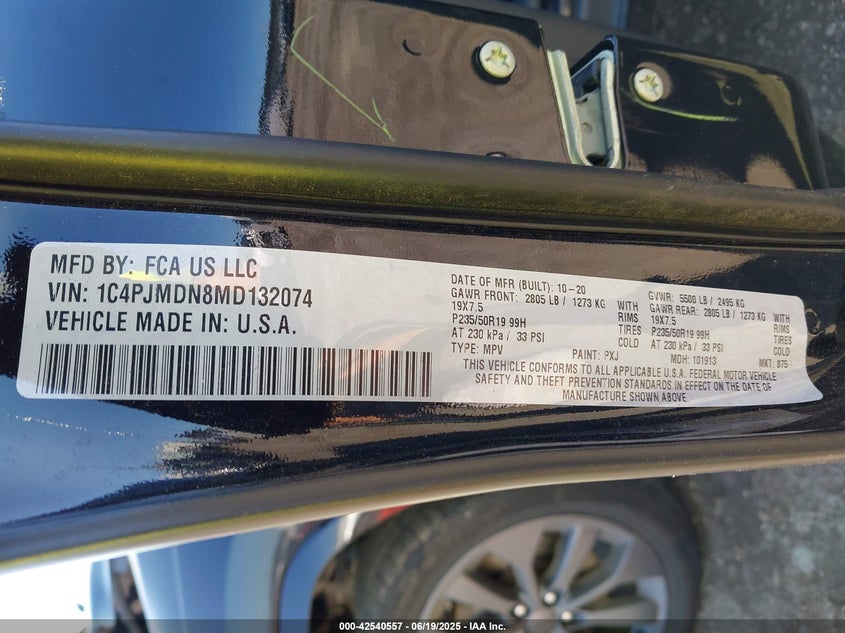 MFD BY: FCA US LLC
VIN: 1C4PJMDN8MD132074
VEHICLE MADE IN: U.S.A.
DATE OF MFR (BUILT): 10-20 GVWR: 5500 LB / 2495 KG
GAWR FRONT: 2805 LB / 1273 KG WITH GAWR REAR: 2805 LB / 1273 KG WITH
19X7.5 RIMS 19X7.5 RIMS
P235/50R19 99H TIRES P235/50R19 99H TIRES
AT 230 kPa / 33 PSI COLD AT 230 kPa / 33 PSI COLD
TYPE: MPV PAINT: PXJ MDH: 101913 MKT: 875
THIS VEHICLE CONFORMS TO ALL APPLICABLE U.S.A. FEDERAL MOTOR VEHICLE
SAFETY AND THEFT PREVENTION STANDARDS IN EFFECT ON THE DATE OF
MANUFACTURE SHOWN ABOVE.
000-42540557 - 06/19/2025 - IAA Inc.